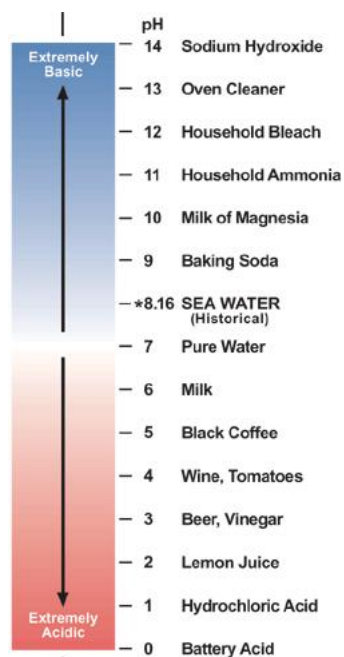 pH
Extremely
Basic
14 Sodium Hydroxide
13 Oven Cleaner
12 Household Bleach
11 Household Ammonia
10 Milk of Magnesia
9 Baking Soda
*8.16 SEA WATER
(Historical)
7 Pure Water
6 Milk
5 Black Coffee
4 Wine, Tomatoes
3 Beer, Vinegar
2 Lemon Juice
1 Hydrochloric Acid
Extremely
Acidic
0 Battery Acid